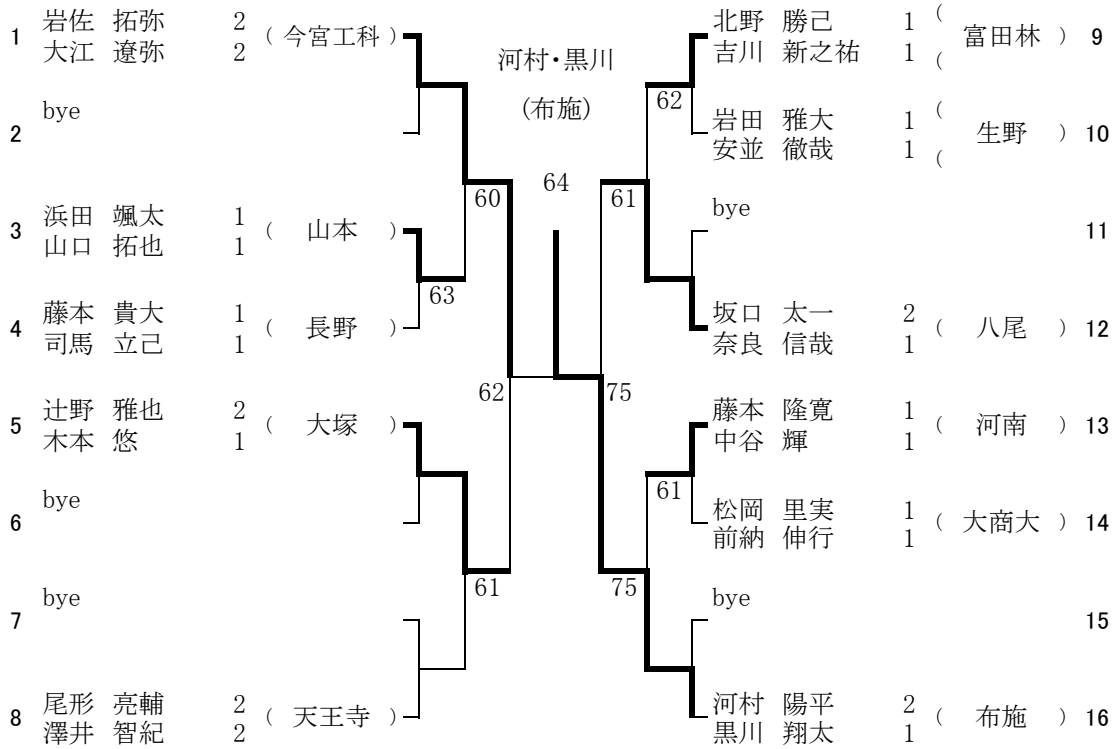 河村・黒川
(布施)
64
1 岩佐 拓弥 2 ( 今宮工科 )
大江 遼弥 2
2 bye
60
3 浜田 颯太 1 ( 山本 )
山口 拓也 1
63
4 藤本 貴大 1 ( 長野 )
司馬 立己 1
62
5 辻野 雅也 2 ( 大塚 )
木本 悠 1
6 bye
61
7 bye
8 尾形 亮輔 2 ( 天王寺 )
澤井 智紀 2
北野 勝己 1 ( 富田林 ) 9
吉川 新之祐 1 (
62
岩田 雅大 1 ( 生野 ) 10
安並 徹哉 1 (
61
bye 11
坂口 太一 2 ( 八尾 ) 12
奈良 信哉 1
75
藤本 隆寛 1 ( 河南 ) 13
中谷 輝 1
61
松岡 里実 1 ( 大商大 ) 14
前納 伸行 1
75
bye 15
河村 陽平 2 ( 布施 ) 16
黒川 翔太 1